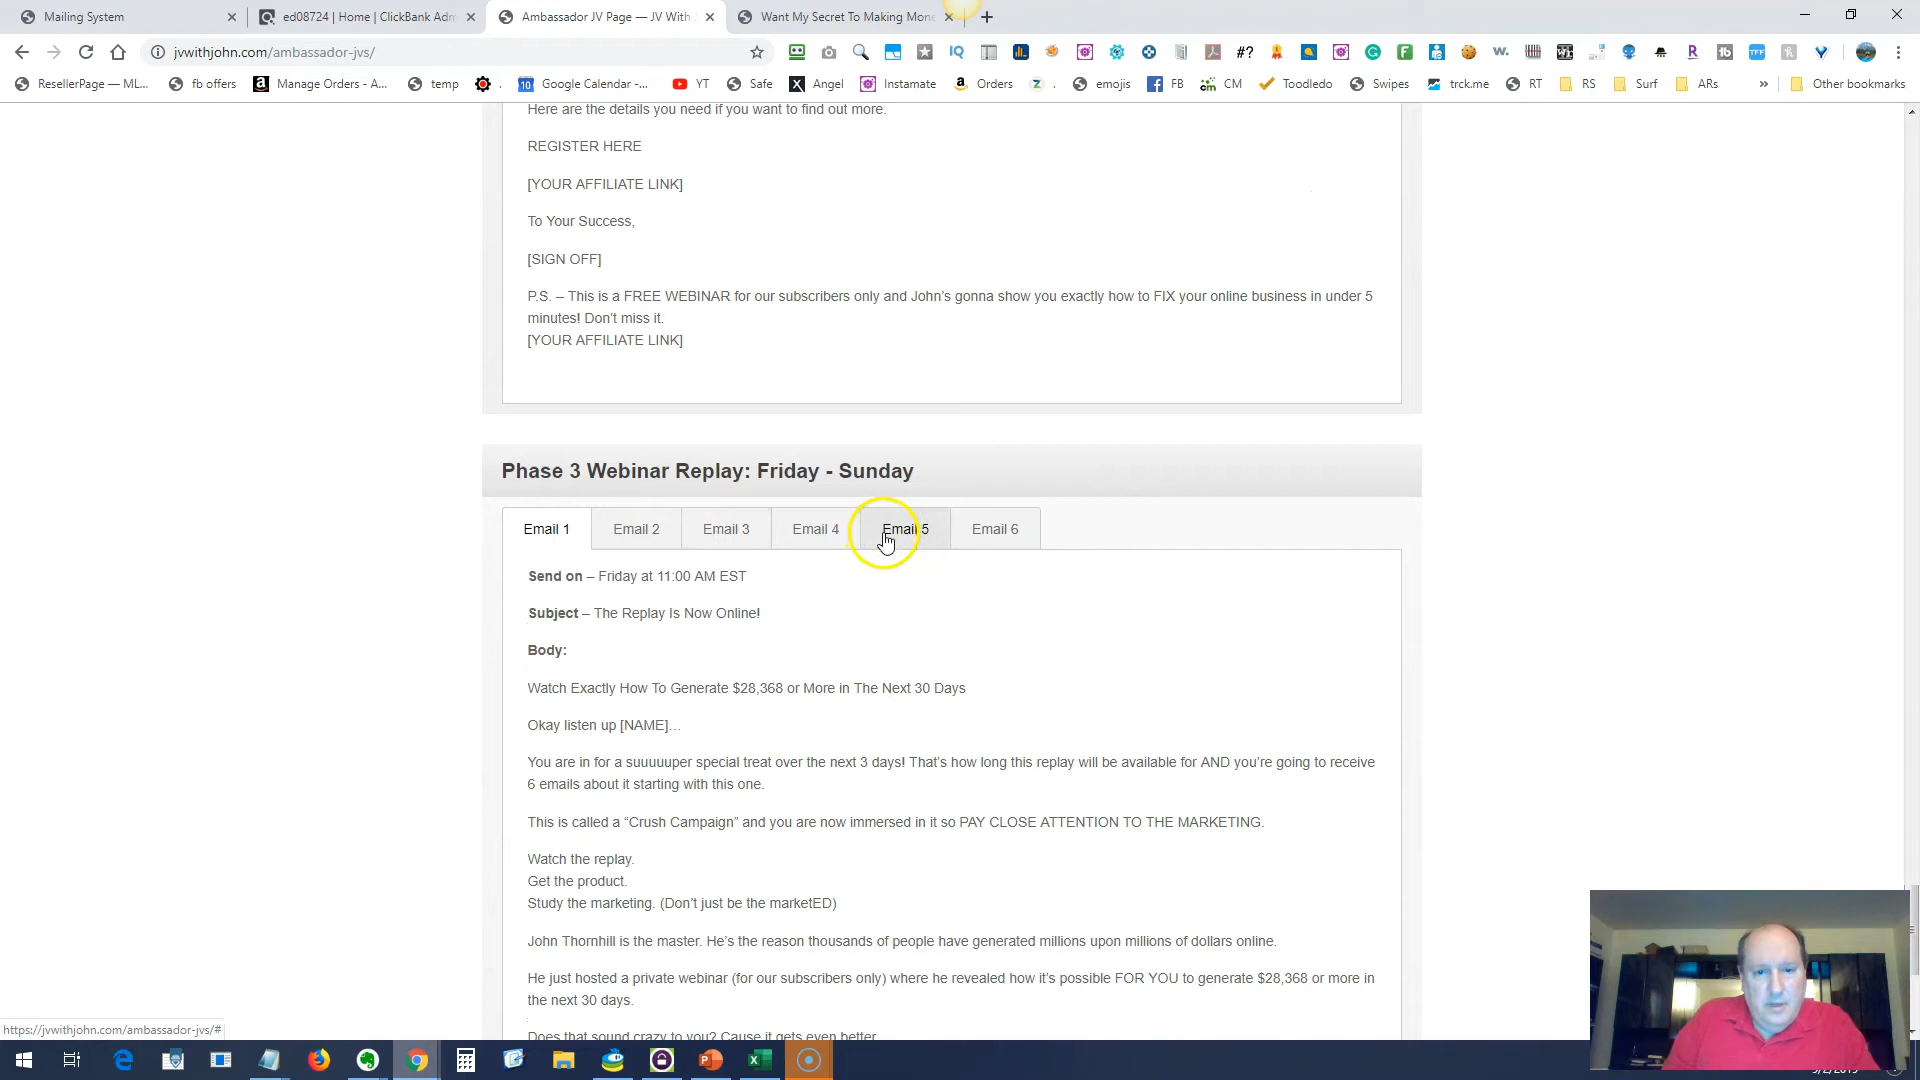 Mailing System
ed08724 | Home | ClickBank Adm
Ambassador JV Page — JV With J
Want My Secret To Making Mone
jvwithjohn.com/ambassador-jvs/
ResellerPage — ML...
fb offers
Manage Orders - A...
temp
Google Calendar -...
YT
Safe
Angel
Instamate
Orders
emojis
FB
CM
Toodledo
Swipes
trck.me
RT
RS
Surf
ARs
Other bookmarks
Here are the details you need if you want to find out more.
REGISTER HERE
[YOUR AFFILIATE LINK]
To Your Success,
[SIGN OFF]
P.S. – This is a FREE WEBINAR for our subscribers only and John's gonna show you exactly how to FIX your online business in under 5
minutes! Don't miss it.
[YOUR AFFILIATE LINK]
Phase 3 Webinar Replay: Friday - Sunday
Email 1 Email 2 Email 3 Email 4 Email 5 Email 6
Send on – Friday at 11:00 AM EST
Subject – The Replay Is Now Online!
Body:
Watch Exactly How To Generate $28,368 or More in The Next 30 Days
Okay listen up [NAME]…
You are in for a suuuuuper special treat over the next 3 days! That's how long this replay will be available for AND you're going to receive
6 emails about it starting with this one.
This is called a “Crush Campaign” and you are now immersed in it so PAY CLOSE ATTENTION TO THE MARKETING.
Watch the replay.
Get the product.
Study the marketing. (Don't just be the marketED)
John Thornhill is the master. He's the reason thousands of people have generated millions upon millions of dollars online.
He just hosted a private webinar (for our subscribers only) where he revealed how it's possible FOR YOU to generate $28,368 or more in
the next 30 days.
Does that sound crazy to you? Cause it gets even better
https://jvwithjohn.com/ambassador-jvs/#